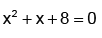 x² + x + 8 = 0